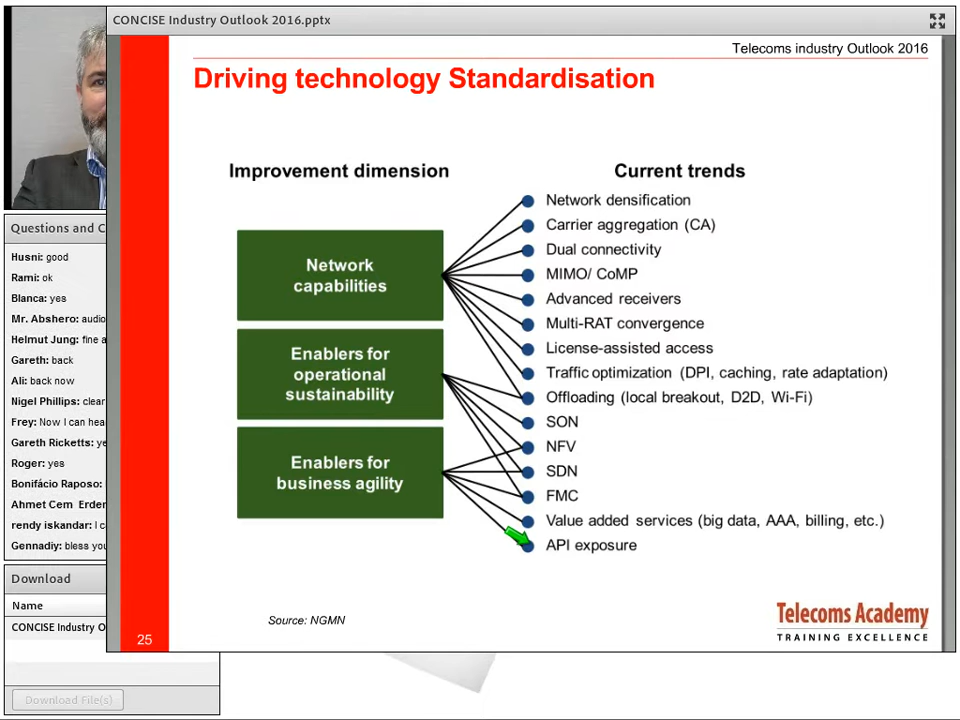 CONCISE Industry Outlook 2016.pptx
Telecoms industry Outlook 2016
Driving technology Standardisation
Improvement dimension
Current trends
Network
capabilities
Enablers for
operational
sustainability
Enablers for
business agility
Network densification
Carrier aggregation (CA)
Dual connectivity
MIMO/ CoMP
Advanced receivers
Multi-RAT convergence
License-assisted access
Traffic optimization (DPI, caching, rate adaptation)
Offloading (local breakout, D2D, Wi-Fi)
SON
NFV
SDN
FMC
Value added services (big data, AAA, billing, etc.)
API exposure
Source: NGMN
25
Telecoms Academy
TRAINING EXCELLENCE
Questions and C
Husni: good
Rami: ok
Blanca: yes
Mr. Abshero: audio
Helmut Jung: fine a
Gareth: back
Ali: back now
Nigel Phillips: clear
Frey: Now I can hea
Gareth Ricketts: ye
Roger: yes
Bonifácio Raposo:
Ahmet Cem Erder
rendy iskandar: I c
Gennadiy: bless you
Download
Name
CONCISE Industry O
Download File(s)